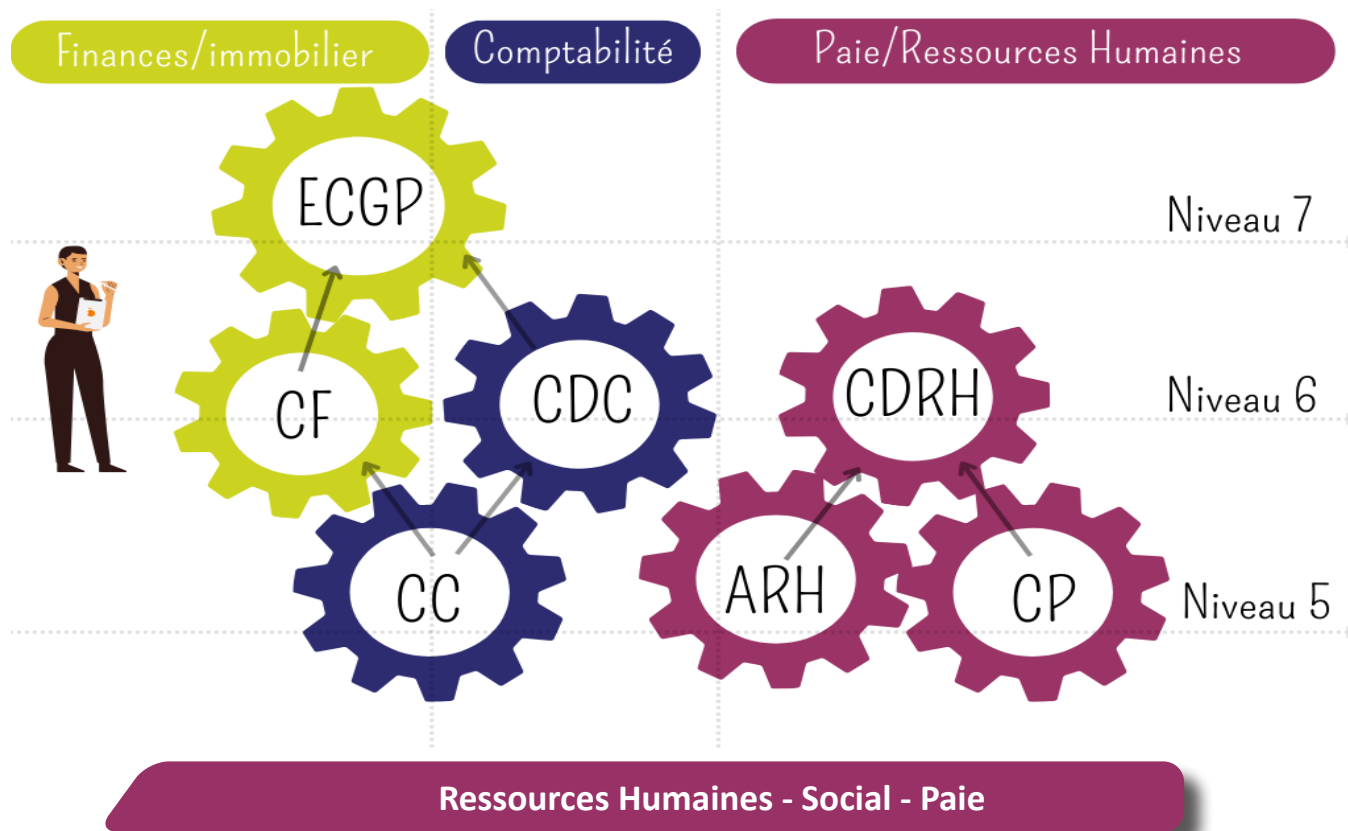 Finances/immobilier
Comptabilité
Paie/Ressources Humaines
ECGP
Niveau 7
CF
CDC
CDRH
Niveau 6
CC
ARH
CP
Niveau 5
Ressources Humaines - Social - Paie